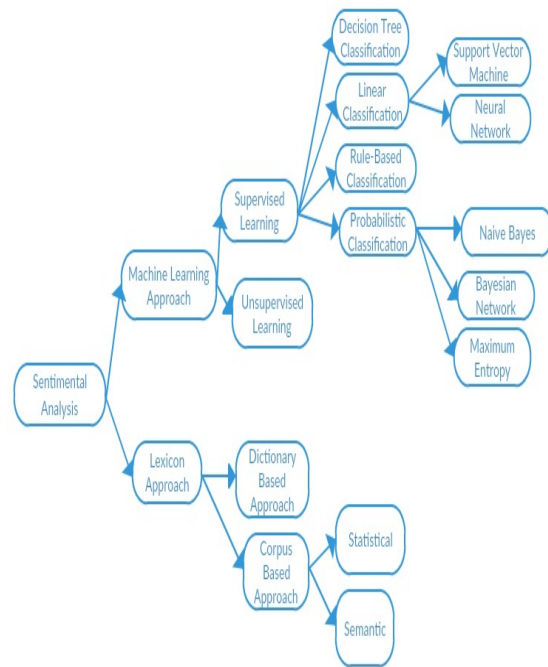 Decision Tree
Classification
Support Vector
Machine
Linear
Classification
Neural
Network
Rule-Based
Classification
Supervised
Learning
Probabilistic
Classification
Naive Bayes
Machine Learning
Approach
Bayesian
Network
Unsupervised
Learning
Maximum
Entropy
Sentimental
Analysis
Lexicon
Approach
Dictionary
Based
Approach
Statistical
Corpus
Based
Approach
Semantic